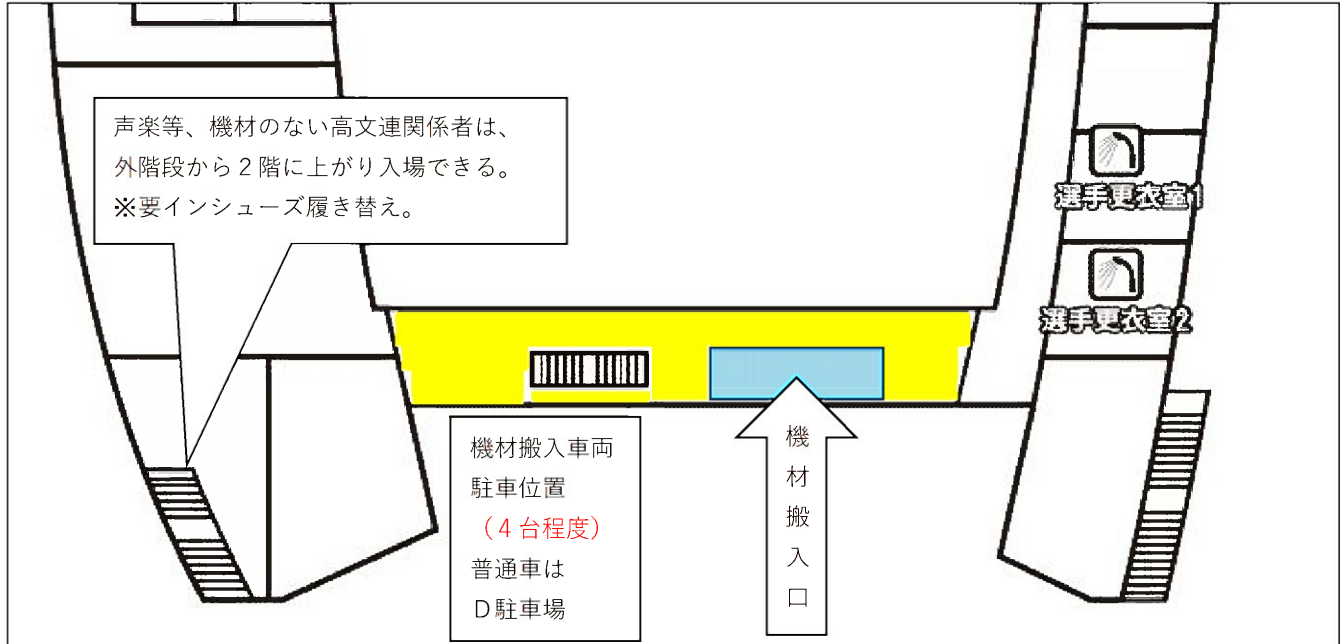 声楽等、機材のない高文連関係者は、
外階段から２階に上がり入場できる。
※要インシューズ履き替え。
選手更衣室1
選手更衣室2
機材搬入車両
駐車位置
（４台程度）
普通車は
Ｄ駐車場
機材搬入口